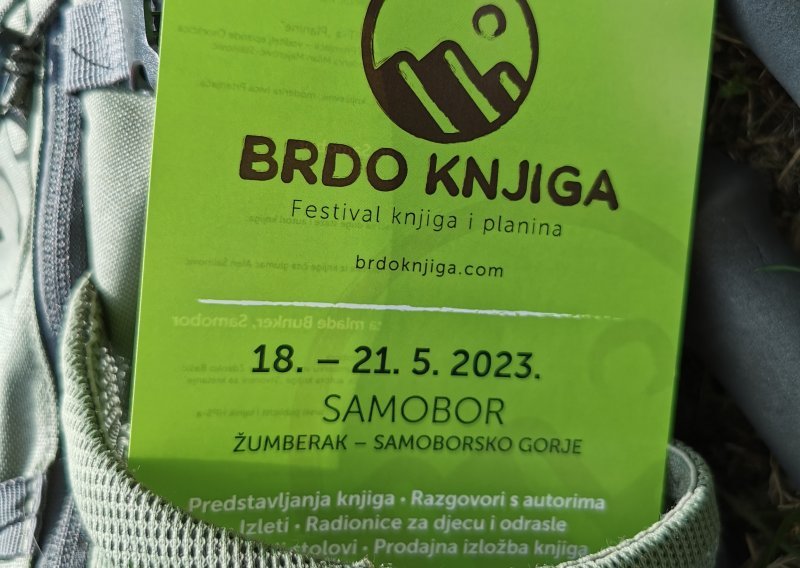 BRDO KNJIGA
Festival knjiga i planina
brdoknjiga.com
18. – 21. 5. 2023.
SAMOBOR
ŽUMBERAK – SAMOBORSKO GORJE
Predstavljanja knjiga • Razgovori s autorima
Izleti • Radionice za djecu i odrasle
stolovi • Prodajna izložba knjiga